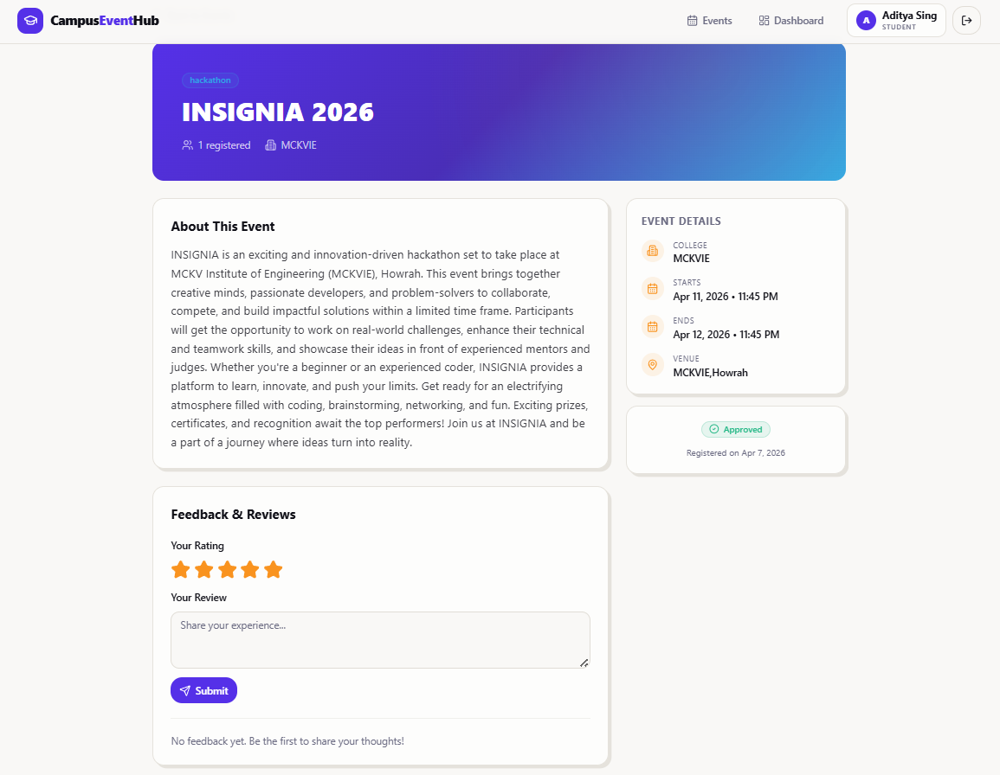 CampusEventHub
Events
Dashboard
A
Aditya Sing
STUDENT
hackathon
INSIGNIA 2026
1 registered
MCKVIE
About This Event
INSIGNIA is an exciting and innovation-driven hackathon set to take place at
MCKV Institute of Engineering (MCKVIE), Howrah. This event brings together
creative minds, passionate developers, and problem-solvers to collaborate,
compete, and build impactful solutions within a limited time frame. Participants
will get the opportunity to work on real-world challenges, enhance their technical
and teamwork skills, and showcase their ideas in front of experienced mentors and
judges. Whether you're a beginner or an experienced coder, INSIGNIA provides a
platform to learn, innovate, and push your limits. Get ready for an electrifying
atmosphere filled with coding, brainstorming, networking, and fun. Exciting prizes,
certificates, and recognition await the top performers! Join us at INSIGNIA and be
a part of a journey where ideas turn into reality.
EVENT DETAILS
COLLEGE
MCKVIE
STARTS
Apr 11, 2026 • 11:45 PM
ENDS
Apr 12, 2026 • 11:45 PM
VENUE
MCKVIE,Howrah
Approved
Registered on Apr 7, 2026
Feedback & Reviews
Your Rating
Your Review
Share your experience...
Submit
No feedback yet. Be the first to share your thoughts!